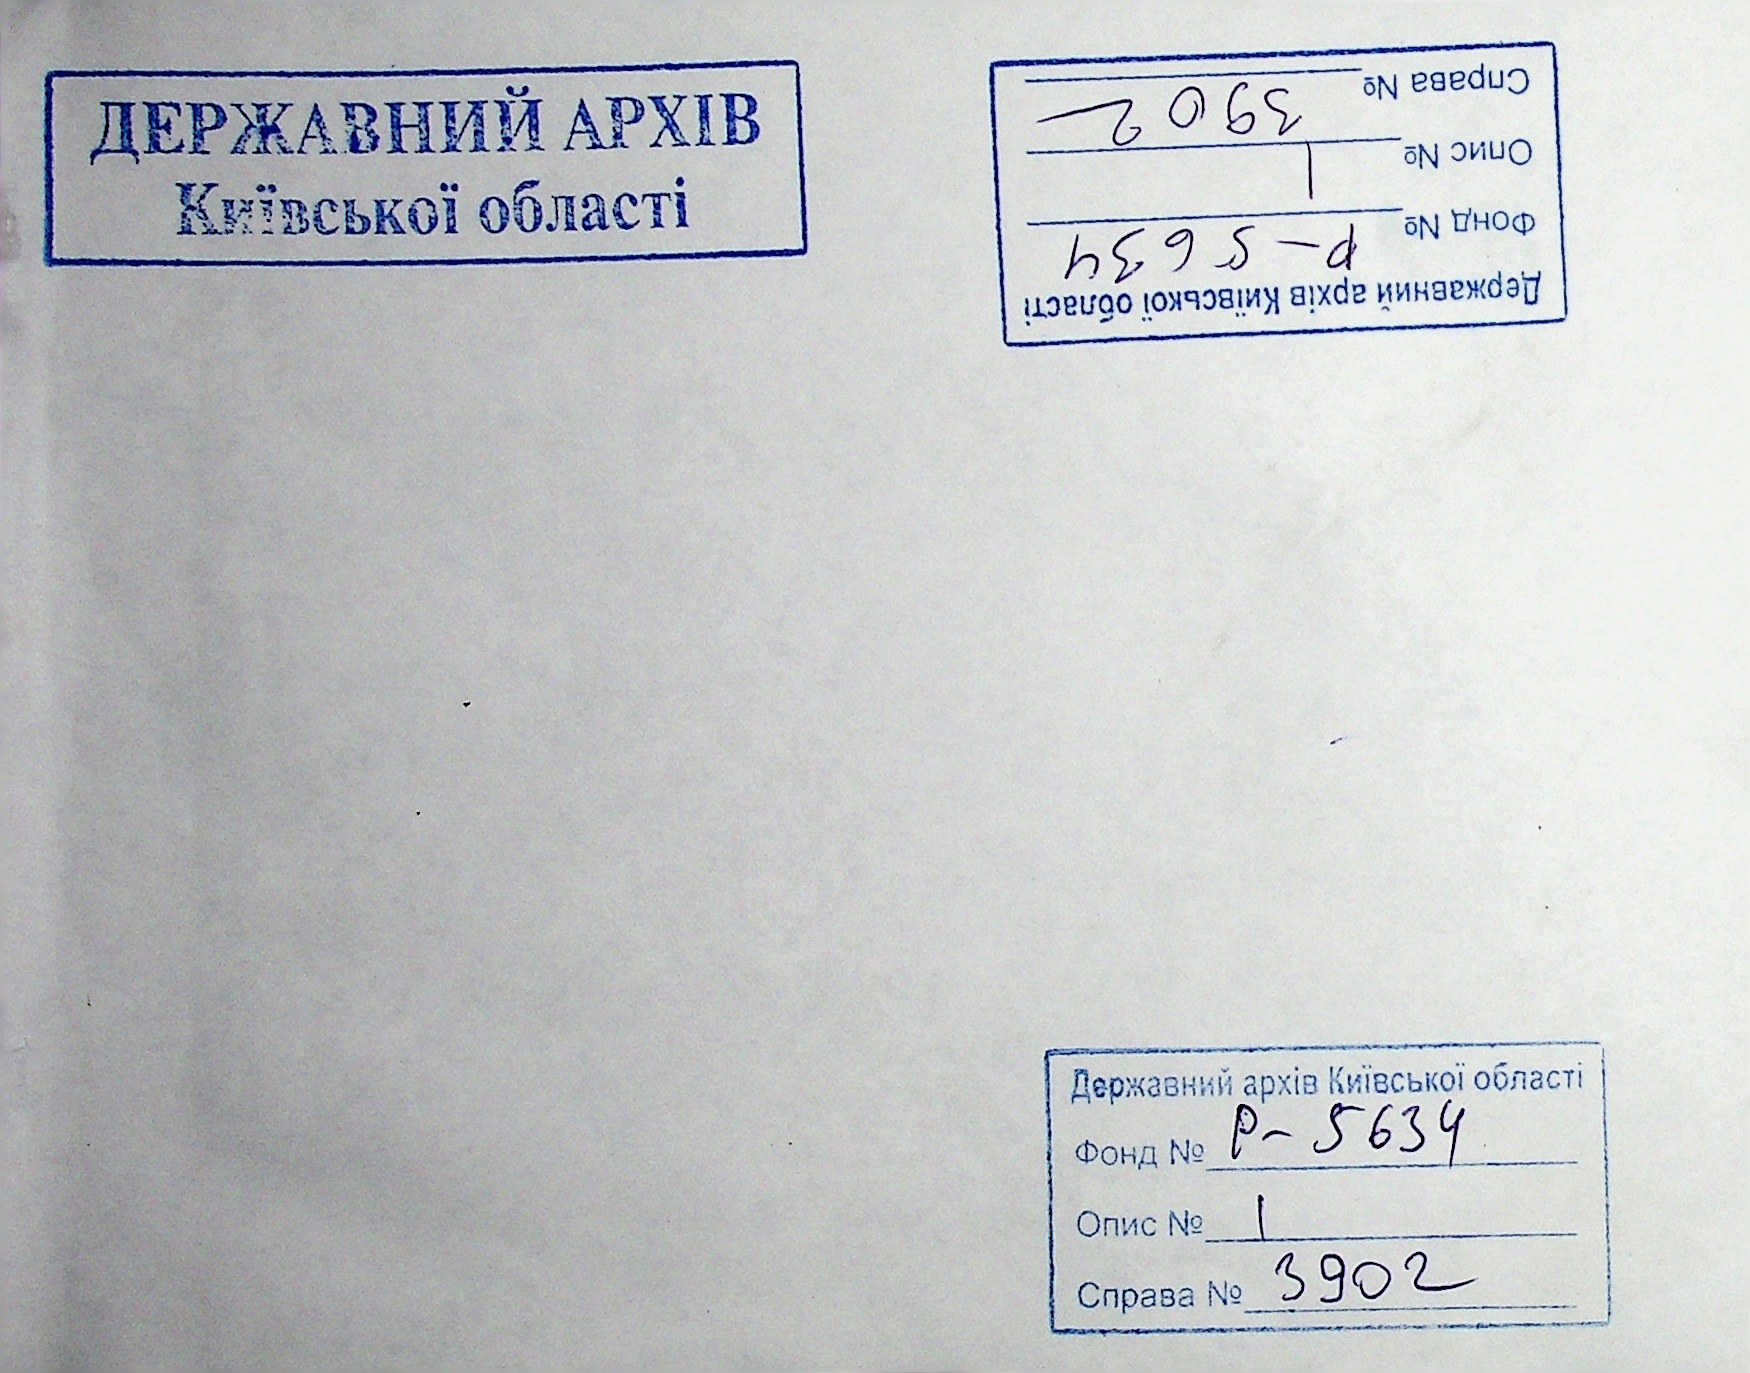 ДЕРЖАВНИЙ АРХІВ
Київської області
Державний архів Київської області
Фонд № Р-5634
Опис № 1
Справа № 3902
Державний архів Київської області
Фонд № Р-5634
Опис № 1
Справа № 3902